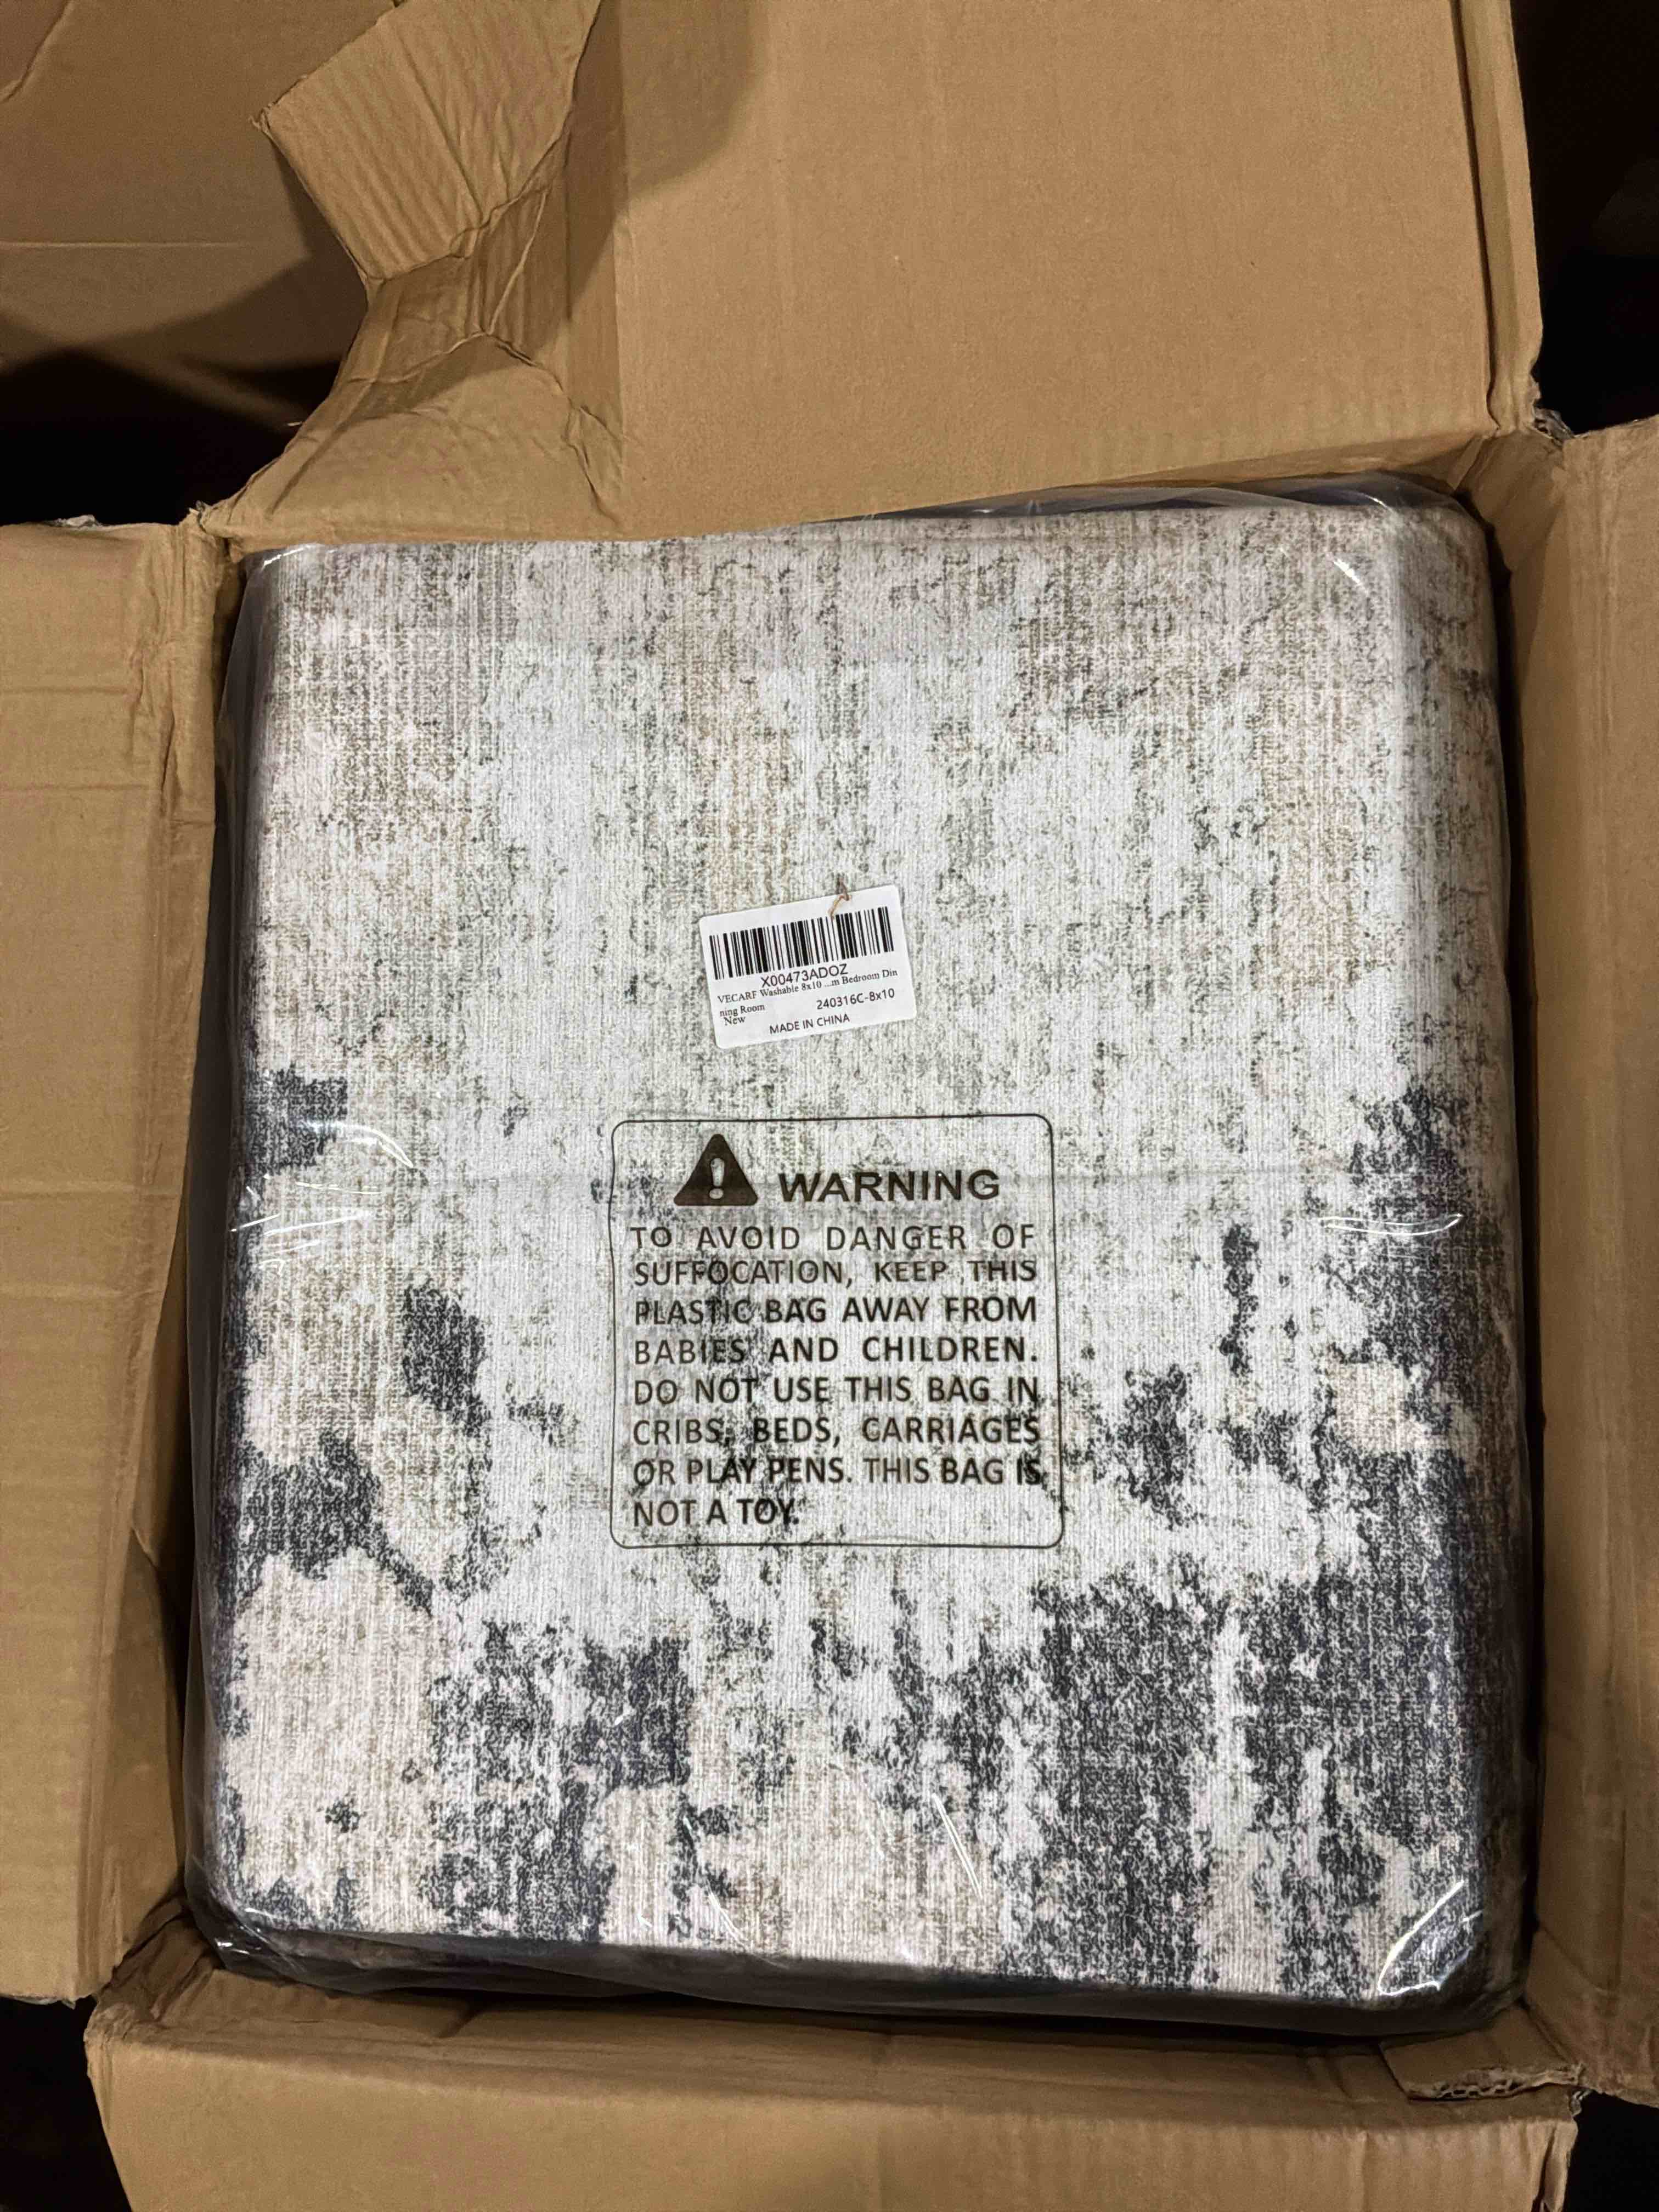 X00473ADOZ
VECARF Washable 8x10 ...m Bedroom Din
ning Room 240316C-8x10
New
MADE IN CHINA
WARNING
TO AVOID DANGER OF
SUFFOCATION, KEEP THIS
PLASTIC BAG AWAY FROM
BABIES AND CHILDREN.
DO NOT USE THIS BAG IN
CRIBS, BEDS, CARRIAGES
OR PLAY PENS. THIS BAG IS
NOT A TOY.